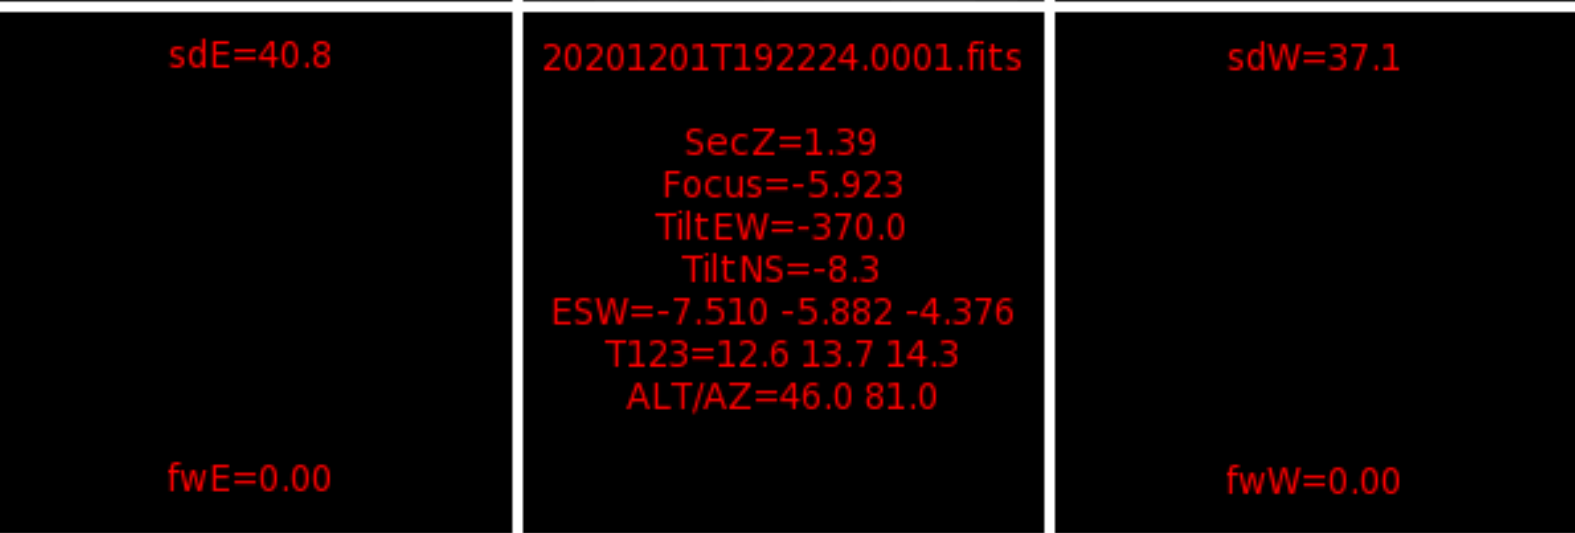 sdE=40.8
fwE=0.00
20201201T192224.0001.fits
SecZ=1.39
Focus=-5.923
TiltEW=-370.0
TiltNS=-8.3
ESW=-7.510 -5.882 -4.376
T123=12.6 13.7 14.3
ALT/AZ=46.0 81.0
sdW=37.1
fwW=0.00